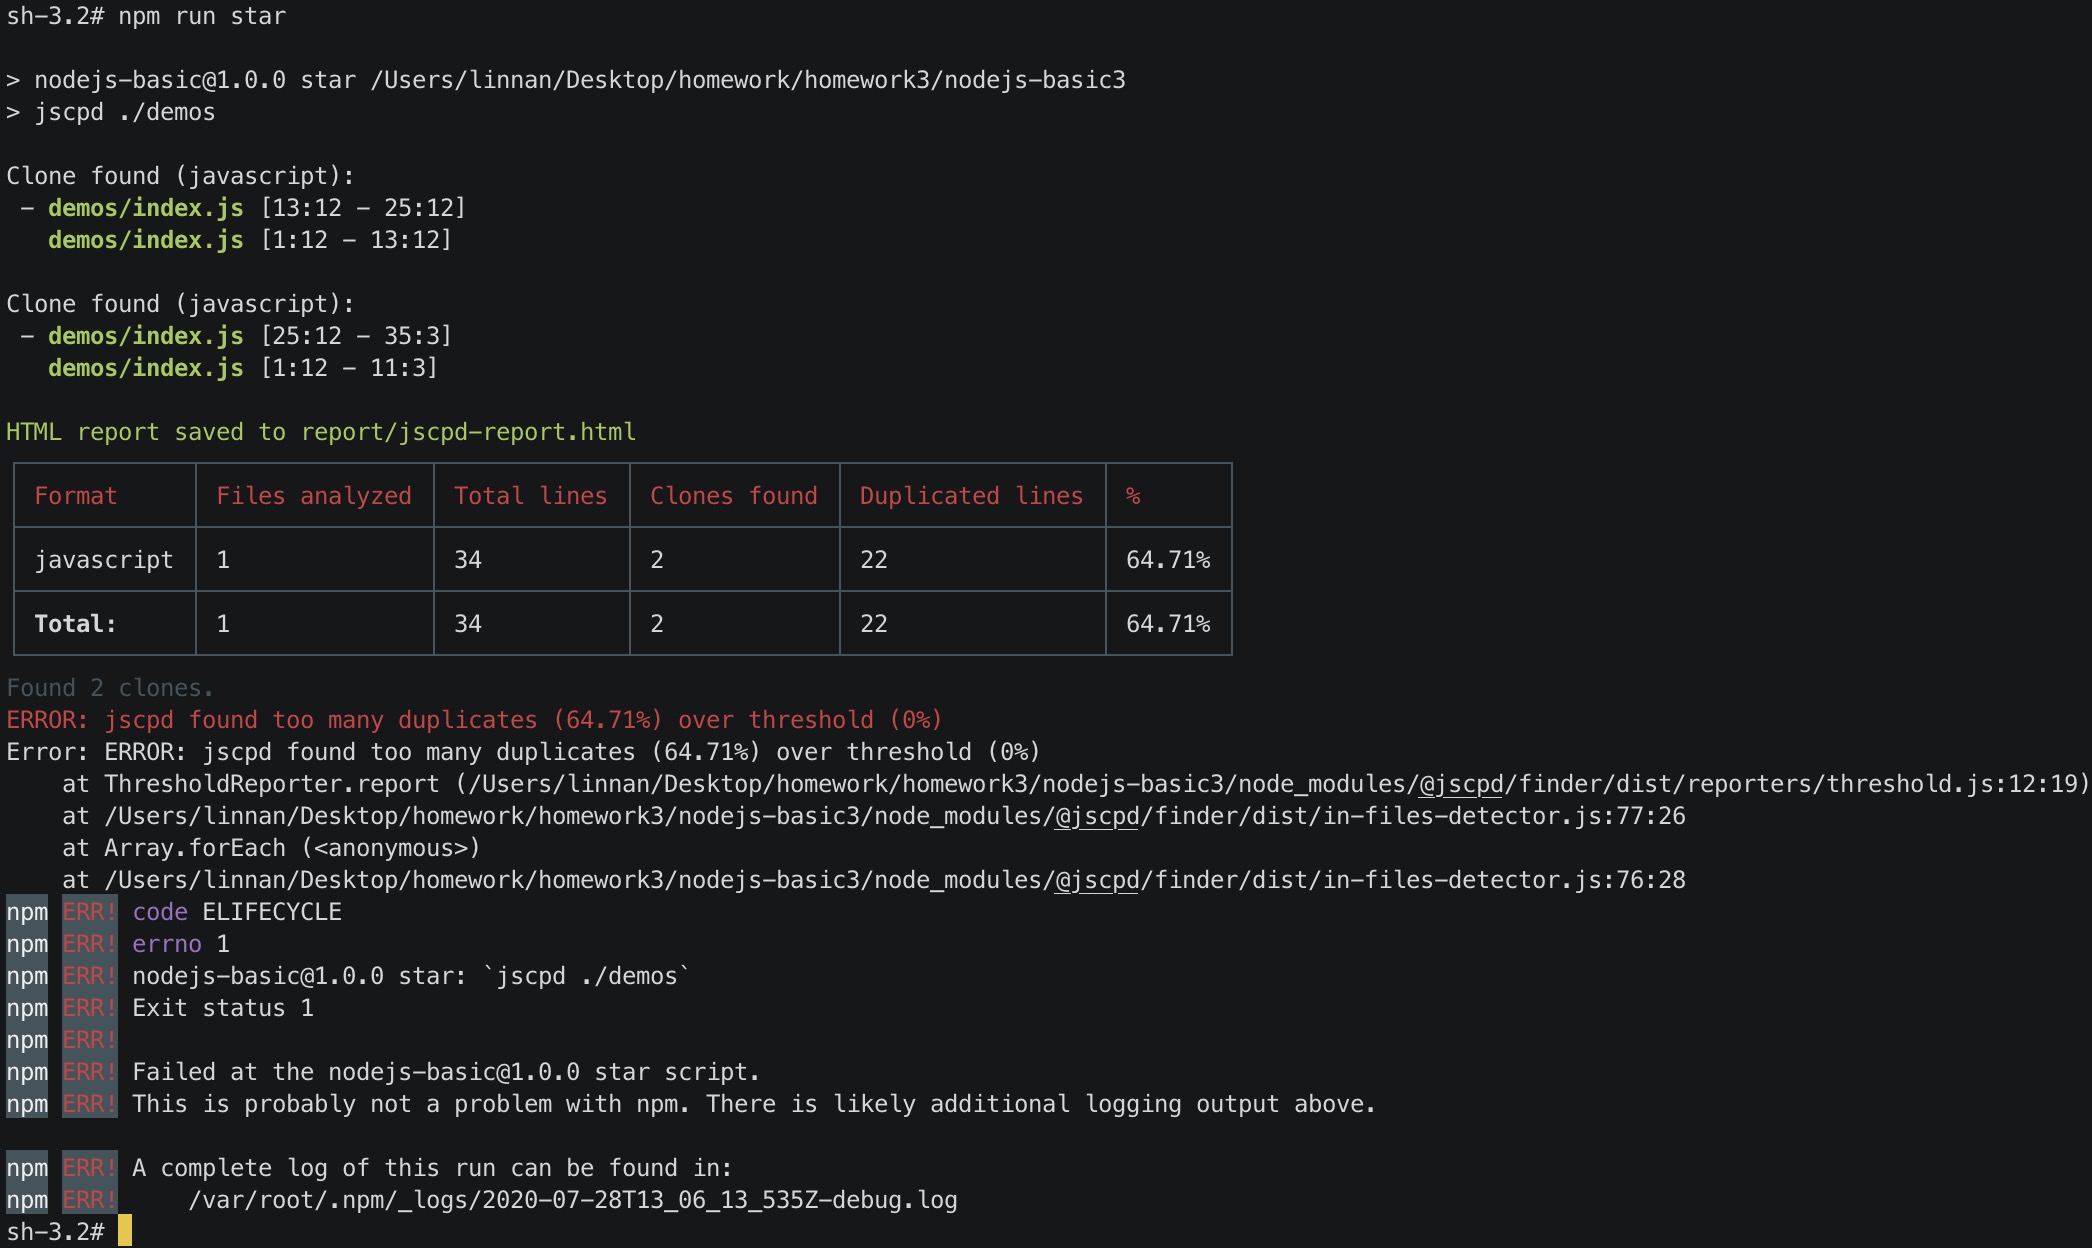 sh-3.2# npm run star
> nodejs-basic@1.0.0 star /Users/linnan/Desktop/homework/homework3/nodejs-basic3
> jscpd ./demos
Clone found (javascript):
 - demos/index.js [13:12 - 25:12]
   demos/index.js [1:12 - 13:12]
Clone found (javascript):
 - demos/index.js [25:12 - 35:3]
   demos/index.js [1:12 - 11:3]
HTML report saved to report/jscpd-report.html
Format Files analyzed Total lines Clones found Duplicated lines %
javascript 1 34 2 22 64.71%
Total: 1 34 2 22 64.71%
Found 2 clones.
ERROR: jscpd found too many duplicates (64.71%) over threshold (0%)
Error: ERROR: jscpd found too many duplicates (64.71%) over threshold (0%)
    at ThresholdReporter.report (/Users/linnan/Desktop/homework/homework3/nodejs-basic3/node_modules/@jscpd/finder/dist/reporters/threshold.js:12:19)
    at /Users/linnan/Desktop/homework/homework3/nodejs-basic3/node_modules/@jscpd/finder/dist/in-files-detector.js:77:26
    at Array.forEach (<anonymous>)
    at /Users/linnan/Desktop/homework/homework3/nodejs-basic3/node_modules/@jscpd/finder/dist/in-files-detector.js:76:28
npm ERR! code ELIFECYCLE
npm ERR! errno 1
npm ERR! nodejs-basic@1.0.0 star: `jscpd ./demos`
npm ERR! Exit status 1
npm ERR!
npm ERR! Failed at the nodejs-basic@1.0.0 star script.
npm ERR! This is probably not a problem with npm. There is likely additional logging output above.
npm ERR! A complete log of this run can be found in:
npm ERR!     /var/root/.npm/_logs/2020-07-28T13_06_13_535Z-debug.log
sh-3.2#